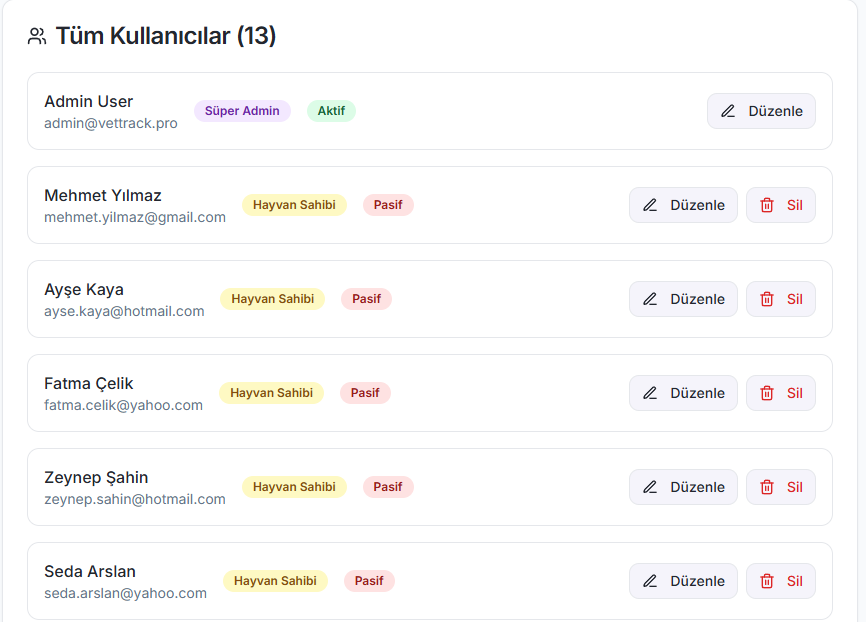 Tüm Kullanıcılar (13)
Admin User
admin@vettrack.pro
Süper Admin
Aktif
Düzenle
Mehmet Yılmaz
mehmet.yilmaz@gmail.com
Hayvan Sahibi
Pasif
Düzenle
Sil
Ayşe Kaya
ayse.kaya@hotmail.com
Hayvan Sahibi
Pasif
Düzenle
Sil
Fatma Çelik
fatma.celik@yahoo.com
Hayvan Sahibi
Pasif
Düzenle
Sil
Zeynep Şahin
zeynep.sahin@hotmail.com
Hayvan Sahibi
Pasif
Düzenle
Sil
Seda Arslan
seda.arslan@yahoo.com
Hayvan Sahibi
Pasif
Düzenle
Sil